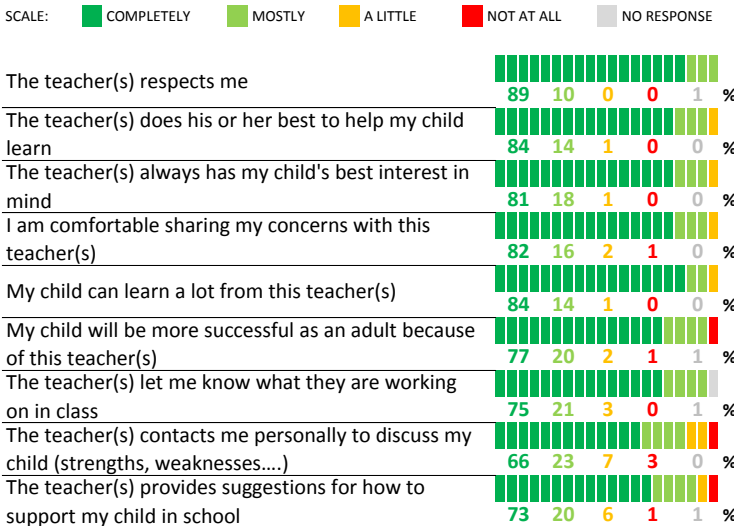 SCALE: COMPLETELY MOSTLY A LITTLE NOT AT ALL NO RESPONSE
The teacher(s) respects me
89 10 0 0 1 %
The teacher(s) does his or her best to help my child
learn
84 14 1 0 0 %
The teacher(s) always has my child's best interest in
mind
81 18 1 0 0 %
I am comfortable sharing my concerns with this
teacher(s)
82 16 2 1 0 %
My child can learn a lot from this teacher(s)
84 14 1 0 0 %
My child will be more successful as an adult because
of this teacher(s)
77 20 2 1 1 %
The teacher(s) let me know what they are working
on in class
75 21 3 0 1 %
The teacher(s) contacts me personally to discuss my
child (strengths, weaknesses....)
66 23 7 3 0 %
The teacher(s) provides suggestions for how to
support my child in school
73 20 6 1 1 %